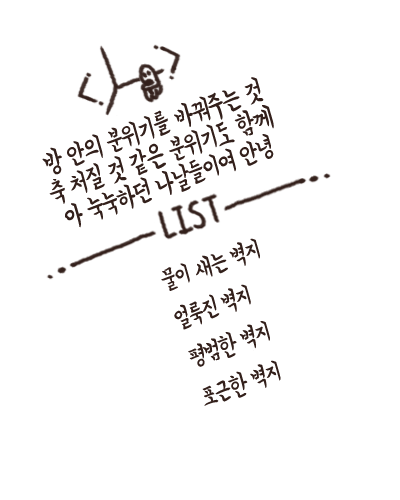 방 안의 분위기를 바꿔주는 것
축 처질 것 같은 분위기도 함께
아 눅눅하던 나날들이여 안녕
LIST
물이 새는 벽지
얼룩진 벽지
평범한 벽지
포근한 벽지